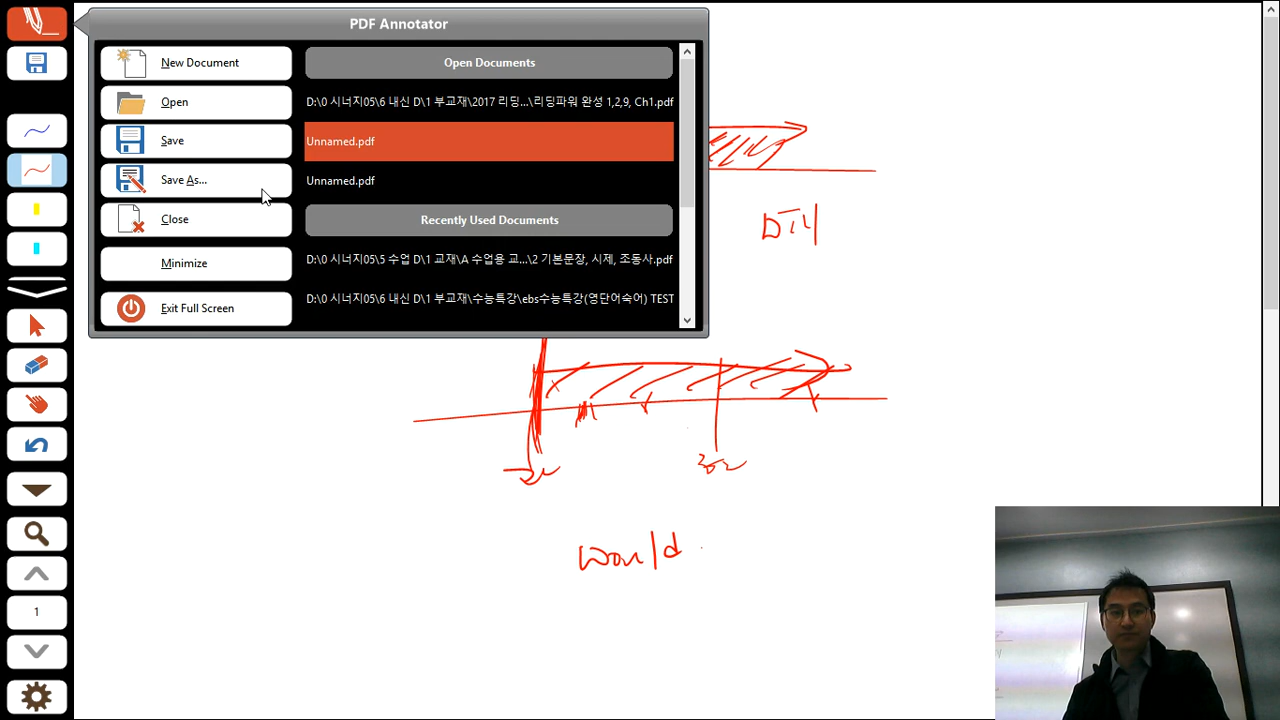 PDF Annotator
New Document
Open
Save
Save As...
Close
Minimize
Exit Full Screen
Open Documents
D:\0 시너지05\6 내신 D\1 부교재\2017 리딩...\리딩파워 완성 1,2,9, Ch1.pdf
Unnamed.pdf
Unnamed.pdf
Recently Used Documents
D:\0 시너지05\5 수업 D\1 교재\A 수업용 교...\2 기본문장, 시제, 조동사.pdf
D:\0 시너지05\6 내신 D\1 부교재\수능특강\ebs수능특강(영단어숙어) TEST
would
1